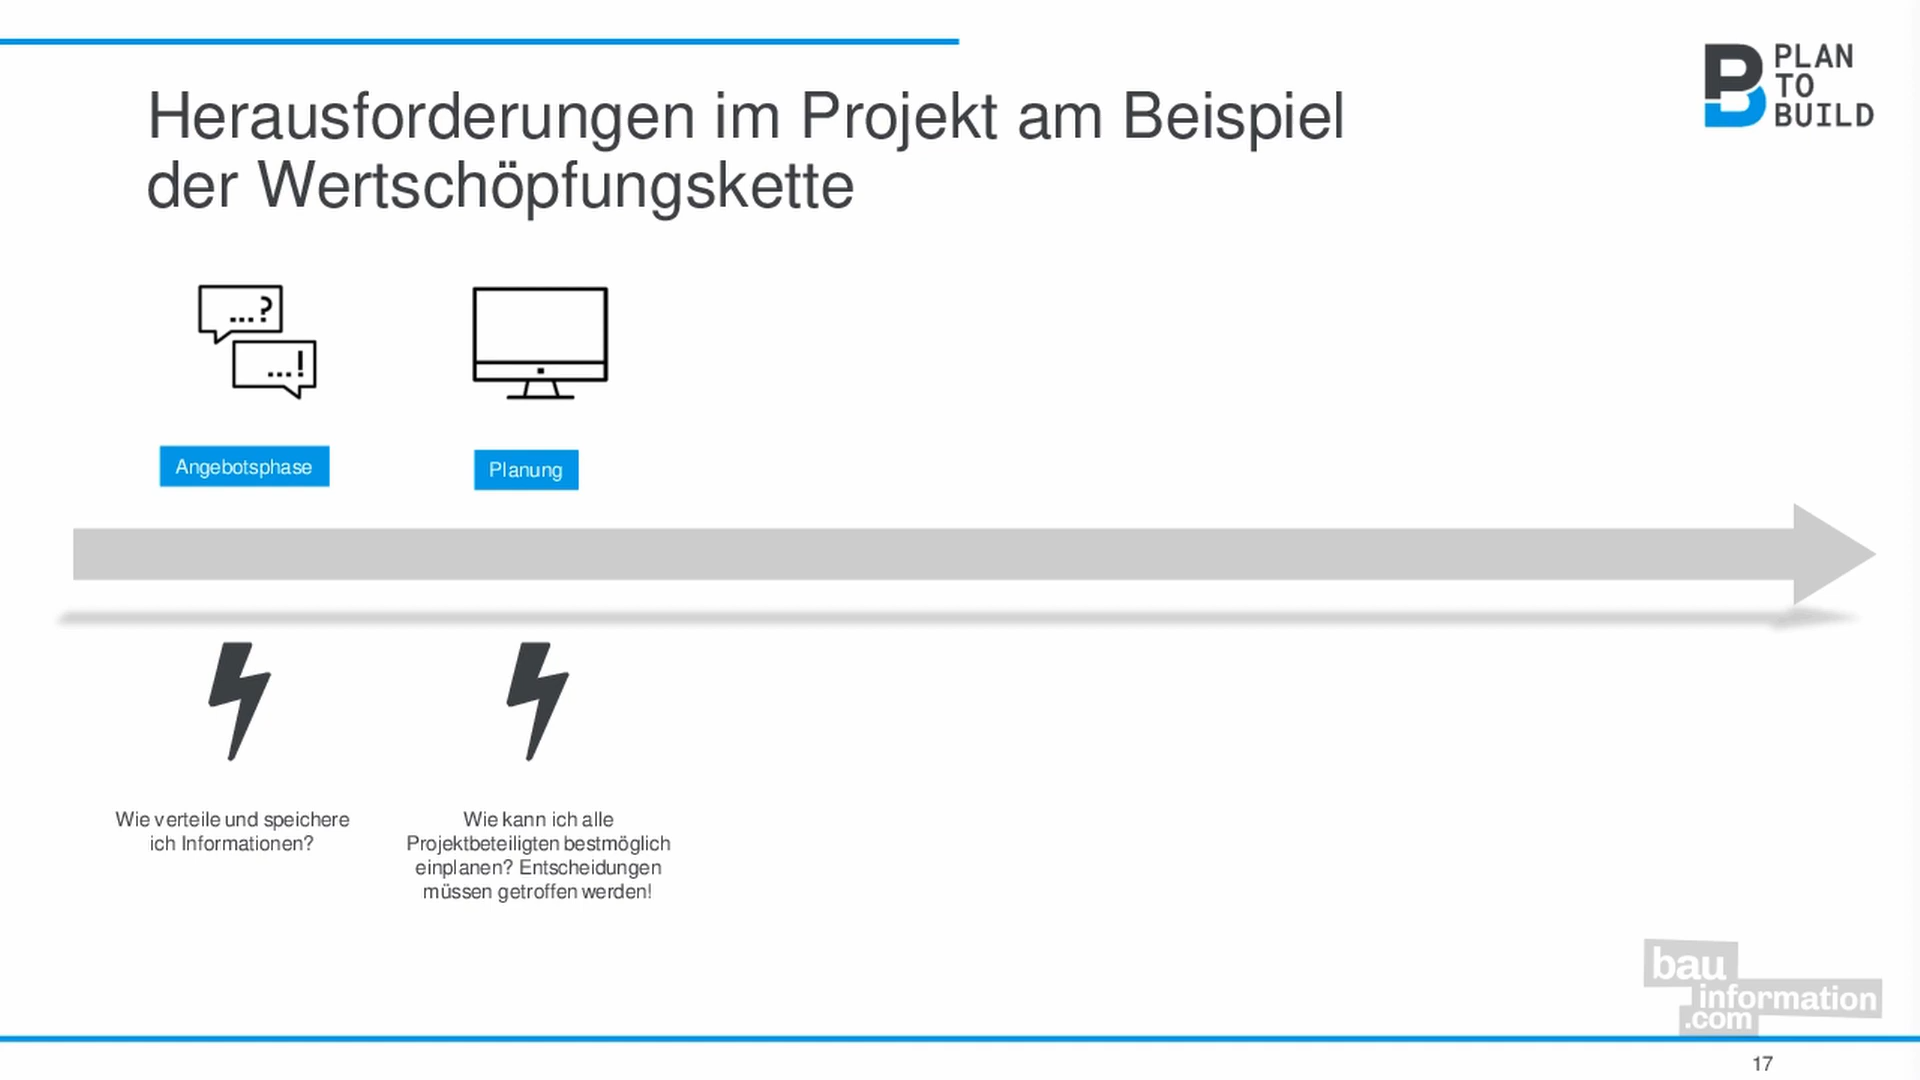 PLAN
TO
BUILD
Herausforderungen im Projekt am Beispiel
der Wertschöpfungskette
...?
...!
Angebotsphase
Planung
Wie verteile und speichere
ich Informationen?
Wie kann ich alle
Projektbeteiligten bestmöglich
einplanen? Entscheidungen
müssen getroffen werden!
bau
information
.com
17